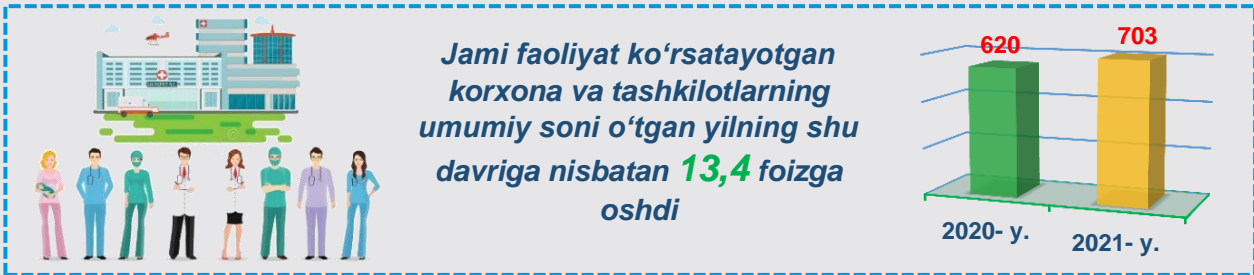 HOSPITAL
Jami faoliyat ko‘rsatayotgan
korxona va tashkilotlarning
umumiy soni o‘tgan yilning shu
davriga nisbatan 13,4 foizga
oshdi
620
703
2020- y.
2021- y.